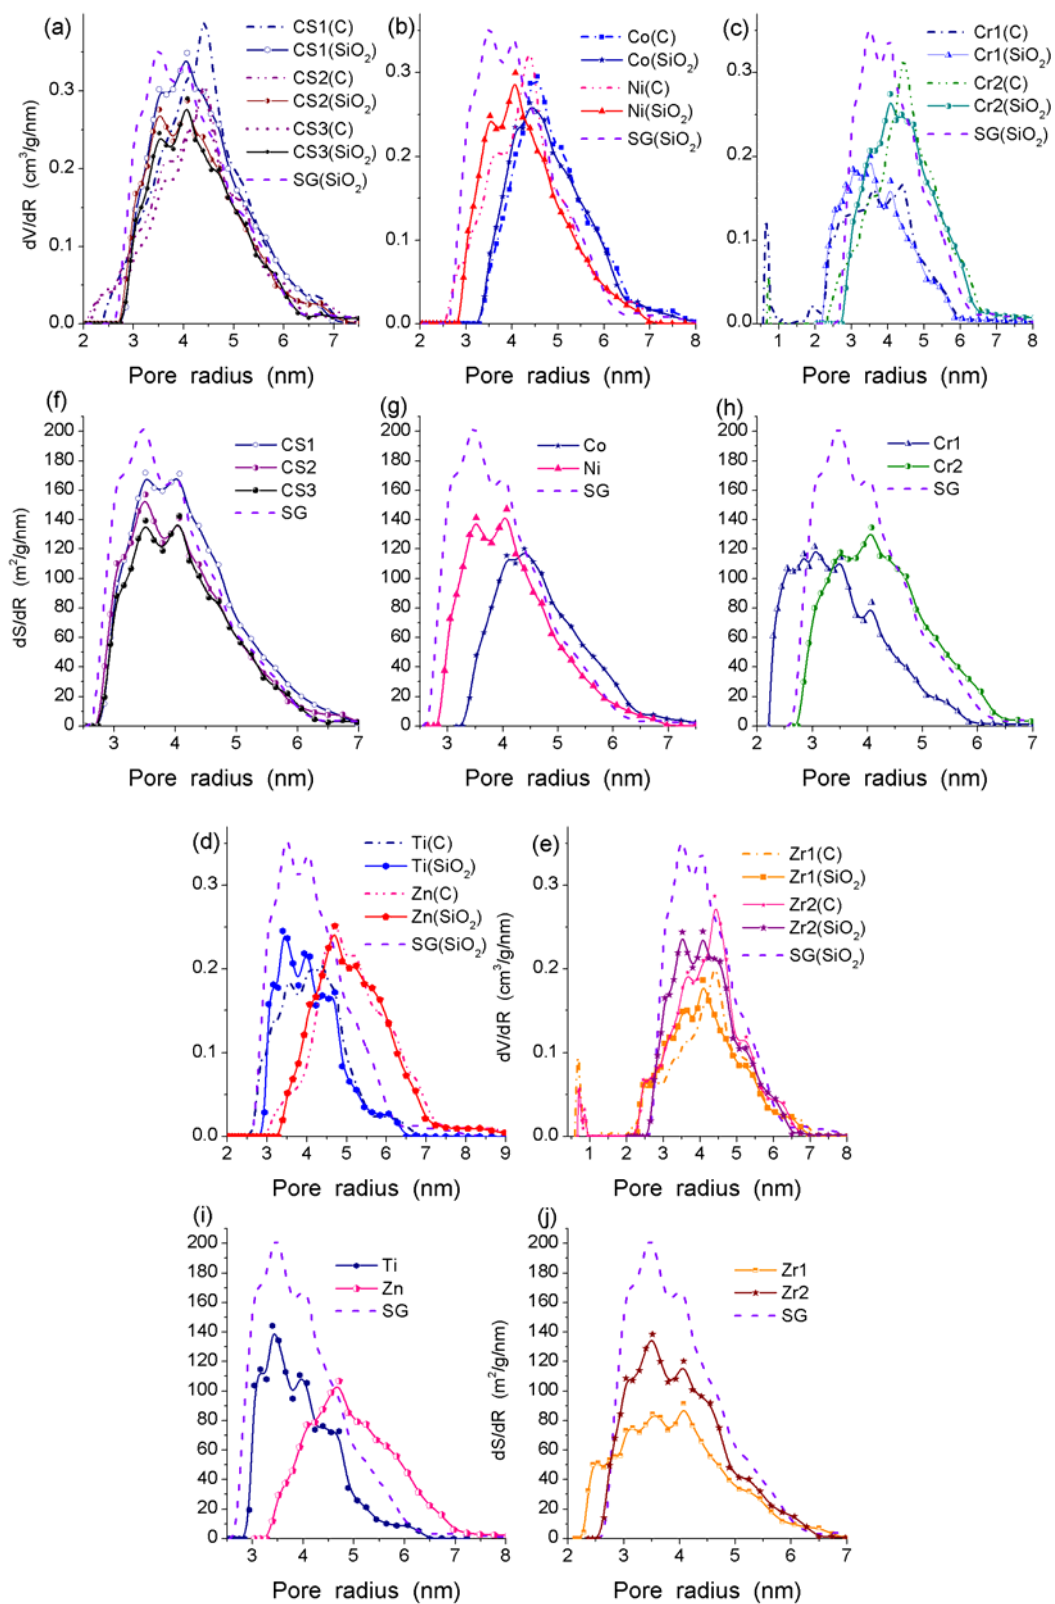 (a)
CS1(C)
CS1(SiO₂)
CS2(C)
CS2(SiO₂)
CS3(C)
CS3(SiO₂)
SG(SiO₂)
dV/dR (cm³/g/nm)
0.3
0.2
0.1
0.0
2 3 4 5 6 7
Pore radius (nm)
(b)
Co(C)
Co(SiO₂)
Ni(C)
Ni(SiO₂)
SG(SiO₂)
0.3
0.2
0.1
0.0
2 3 4 5 6 7 8
Pore radius (nm)
(c)
Cr1(C)
Cr1(SiO₂)
Cr2(C)
Cr2(SiO₂)
SG(SiO₂)
0.3
0.2
0.1
0.0
1 2 3 4 5 6 7 8
Pore radius (nm)
(f)
CS1
CS2
CS3
SG
dS/dR (m²/g/nm)
200
180
160
140
120
100
80
60
40
20
0
3 4 5 6 7
Pore radius (nm)
(g)
Co
Ni
SG
200
180
160
140
120
100
80
60
40
20
0
3 4 5 6 7
Pore radius (nm)
(h)
Cr1
Cr2
SG
200
180
160
140
120
100
80
60
40
20
0
2 3 4 5 6 7
Pore radius (nm)
(d)
Ti(C)
Ti(SiO₂)
Zn(C)
Zn(SiO₂)
SG(SiO₂)
0.3
0.2
0.1
0.0
2 3 4 5 6 7 8 9
Pore radius (nm)
(e)
Zr1(C)
Zr1(SiO₂)
Zr2(C)
Zr2(SiO₂)
SG(SiO₂)
dV/dR (cm³/g/nm)
0.3
0.2
0.1
0.0
1 2 3 4 5 6 7 8
Pore radius (nm)
(i)
Ti
Zn
SG
200
180
160
140
120
100
80
60
40
20
0
3 4 5 6 7 8
Pore radius (nm)
(j)
Zr1
Zr2
SG
dS/dR (m²/g/nm)
200
180
160
140
120
100
80
60
40
20
0
2 3 4 5 6 7
Pore radius (nm)